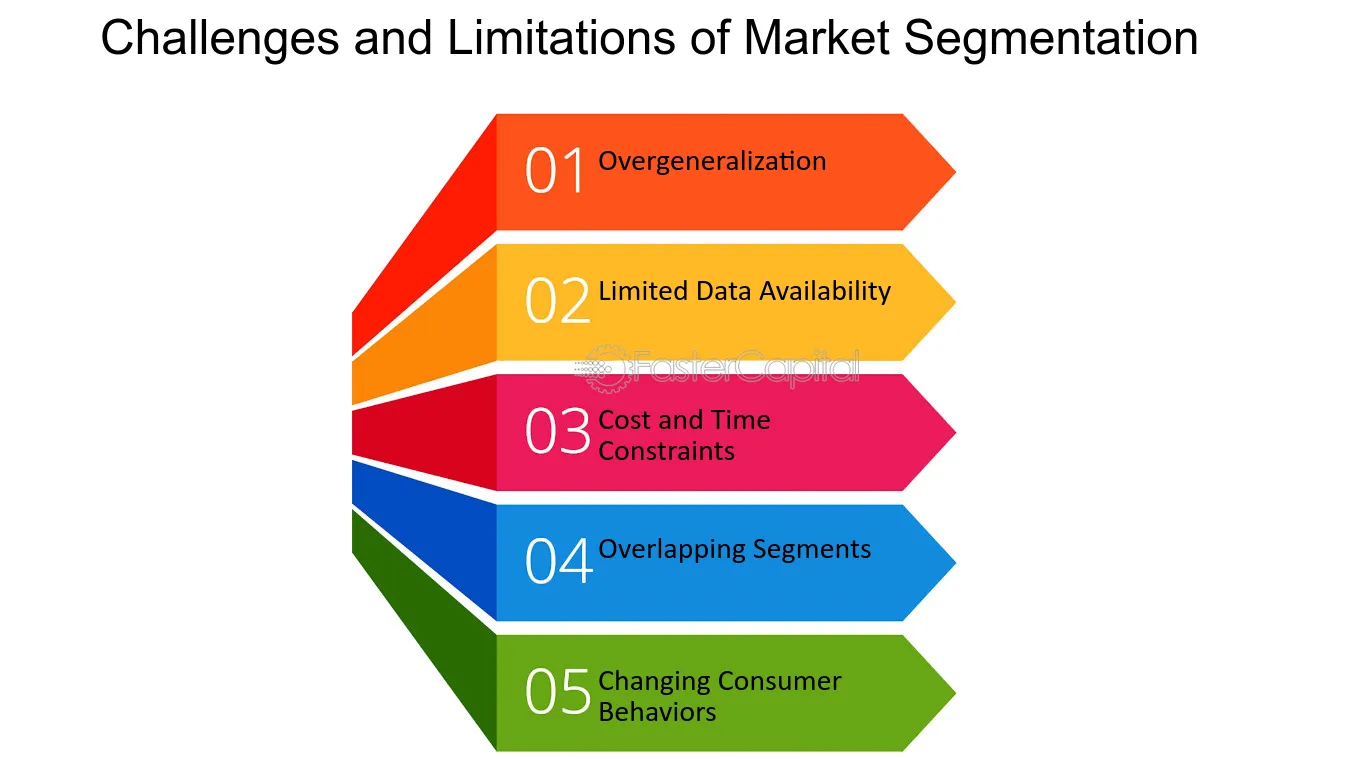 Challenges and Limitations of Market Segmentation
01 Overgeneralization
02 Limited Data Availability
FasterCapital
03 Cost and Time
Constraints
04 Overlapping Segments
05 Changing Consumer
Behaviors